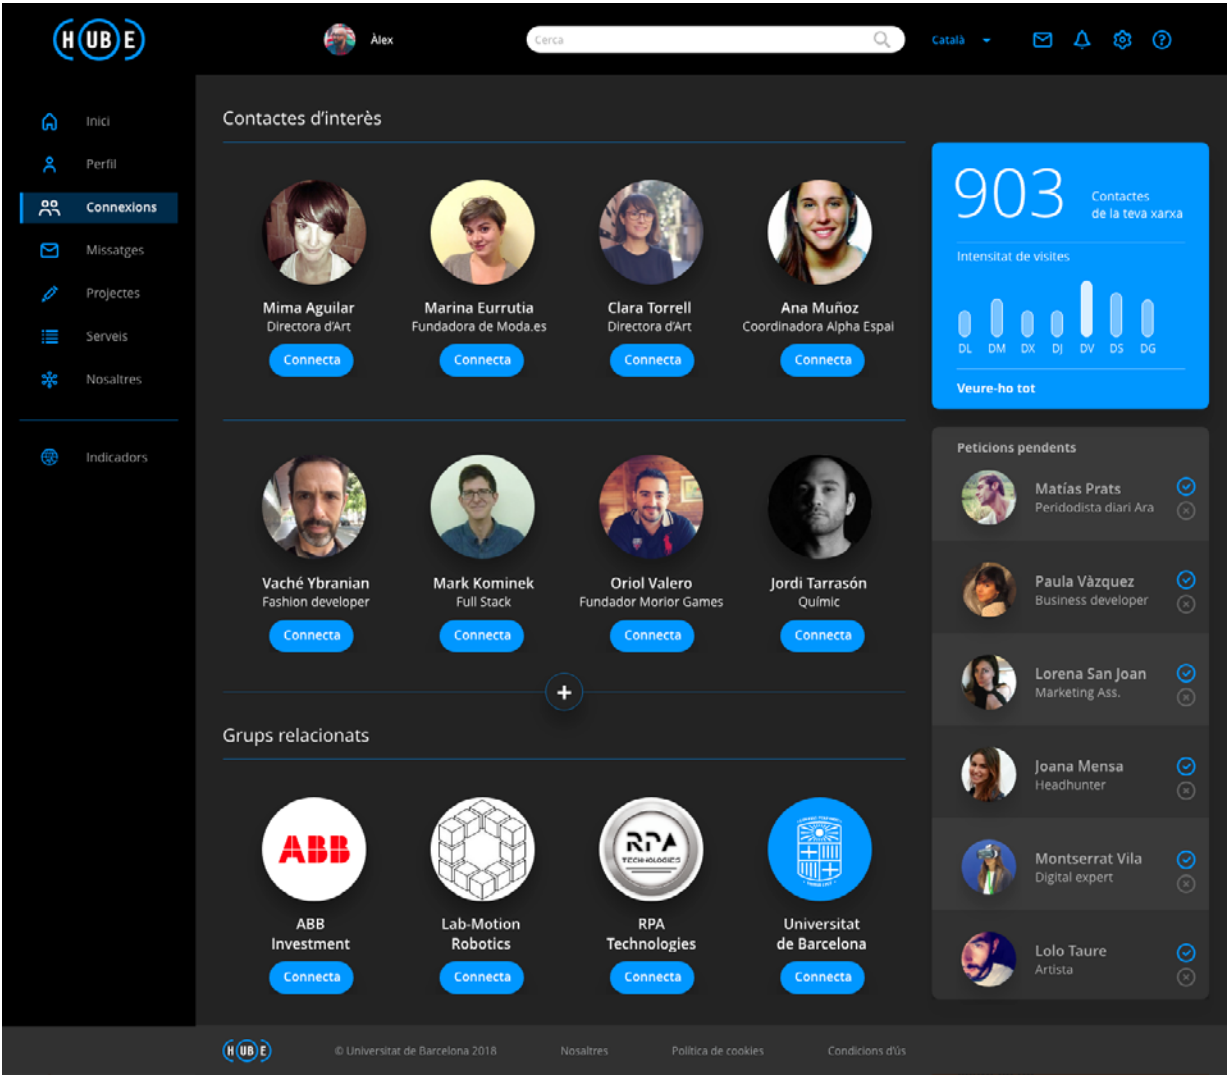 HUBE
Àlex
Cerca
Català
Inici
Perfil
Connexions
Missatges
Projectes
Serveis
Nosaltres
Indicadors
Contactes d'interès
Mima Aguilar
Directora d'Art
Connecta
Marina Eurrutia
Fundadora de Moda.es
Connecta
Clara Torrell
Directora d'Art
Connecta
Ana Muñoz
Coordinadora Alpha Espai
Connecta
Vaché Ybranian
Fashion developer
Connecta
Mark Kominek
Full Stack
Connecta
Oriol Valero
Fundador Morior Games
Connecta
Jordi Tarrasón
Químic
Connecta
Grups relacionats
ABB
ABB
Investment
Connecta
Lab-Motion
Robotics
Connecta
RPA
TECHNOLOGIES
RPA
Technologies
Connecta
Universitat
de Barcelona
Connecta
903
Contactes
de la teva xarxa
Intensitat de visites
DL DM DX DJ DV DS DG
Veure-ho tot
Peticions pendents
Matías Prats
Peridodista diari Ara
Paula Vàzquez
Business developer
Lorena San Joan
Marketing Ass.
Joana Mensa
Headhunter
Montserrat Vila
Digital expert
Lolo Taure
Artista
HUBE
© Universitat de Barcelona 2018
Nosaltres
Política de cookies
Condicions d'ús